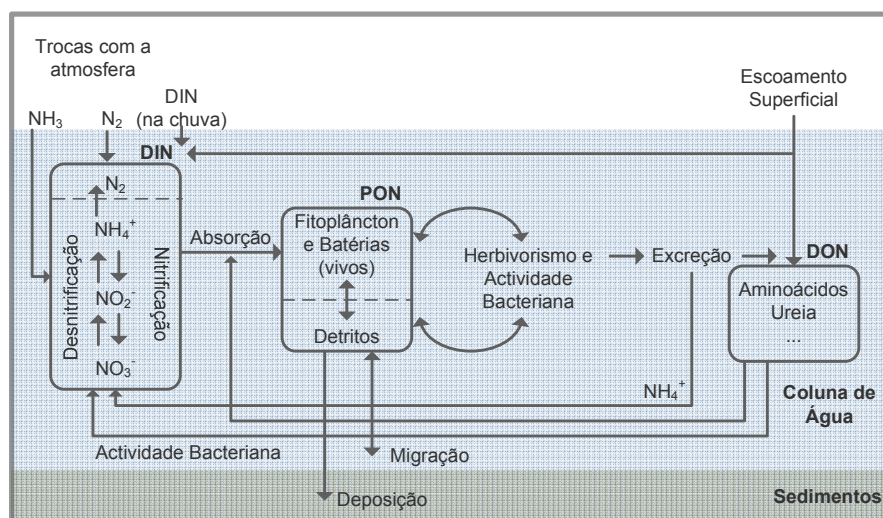 Trocas com a
atmosfera
NH₃
N₂
DIN
(na chuva)
Escoamento
Superficial
DIN
N₂
NH₄⁺
NO₂⁻
NO₃⁻
Desnitrificação
Nitrificação
Absorção
PON
Fitoplâncton
e Batérias
(vivos)
Detritos
Herbivorismo e
Actividade
Bacteriana
Excreção
DON
Aminoácidos
Ureia
...
NH₄⁺
Coluna de
Água
Actividade Bacteriana
Migração
Deposição
Sedimentos